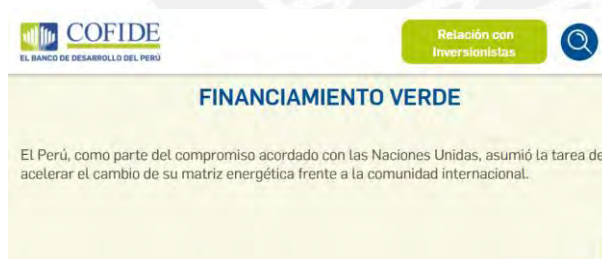 COFIDE
EL BANCO DE DESARROLLO DEL PERÚ
Relación con
Inversionistas
FINANCIAMIENTO VERDE
El Perú, como parte del compromiso acordado con las Naciones Unidas, asumió la tarea de
acelerar el cambio de su matriz energética frente a la comunidad internacional.